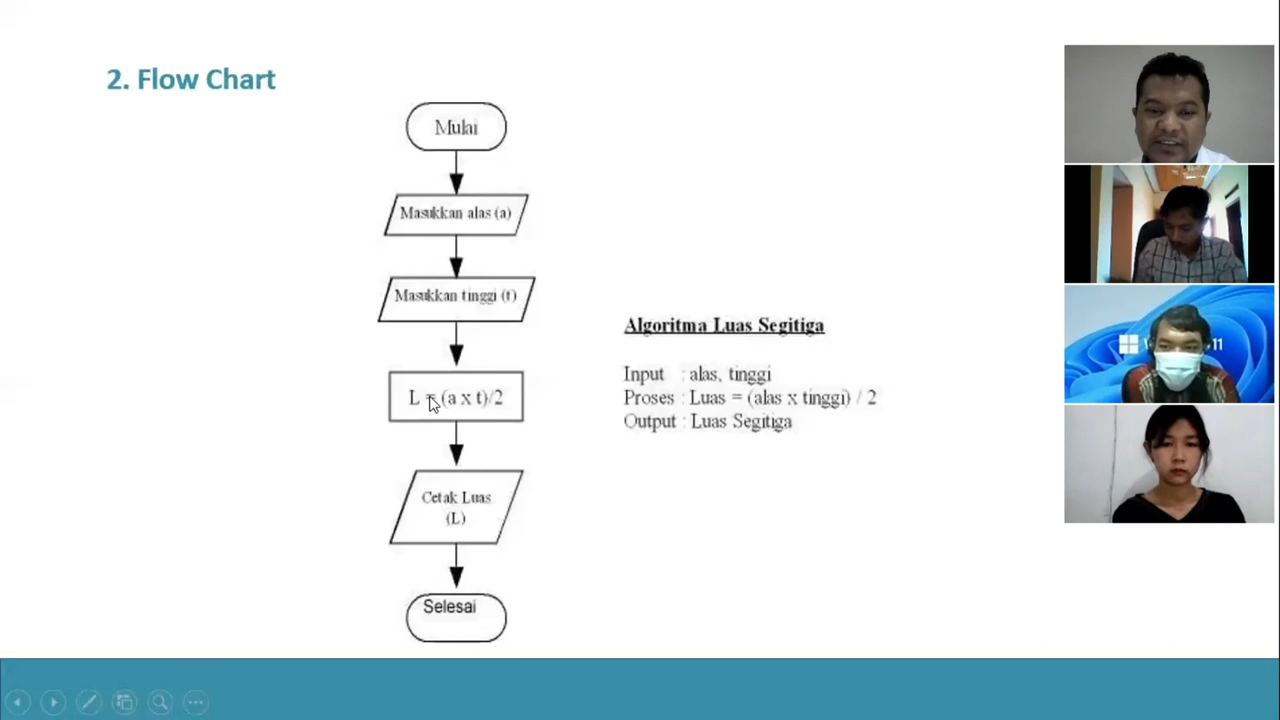 2. Flow Chart
Mulai
Masukkan alas (a)
Masukkan tinggi (t)
L = (a x t)/2
Cetak Luas
(L)
Selesai
Algoritma Luas Segitiga
Input : alas, tinggi
Proses : Luas = (alas x tinggi) / 2
Output : Luas Segitiga
11